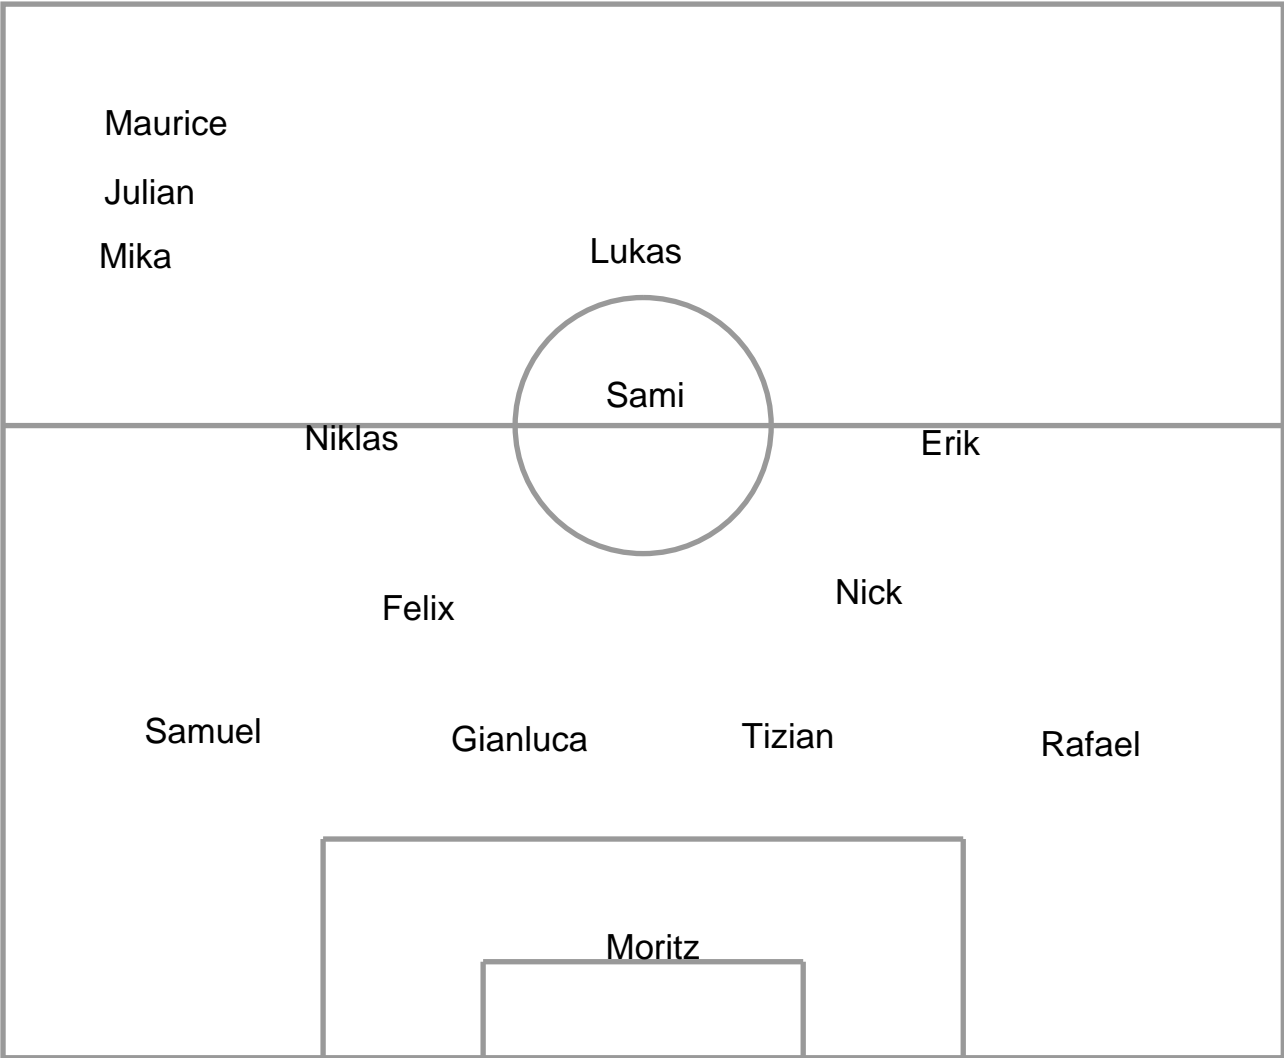 Maurice
Julian
Mika
Lukas
Sami
Niklas
Erik
Felix
Nick
Samuel
Gianluca
Tizian
Rafael
Moritz